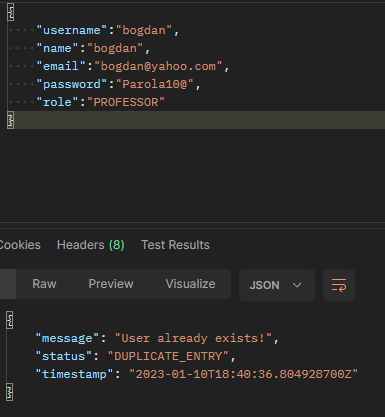 {
"username":"bogdan",
"name":"bogdan",
"email":"bogdan@yahoo.com",
"password":"Parola10@",
"role":"PROFESSOR"
}
Cookies Headers (8) Test Results
Raw Preview Visualize JSON
{
"message": "User already exists!",
"status": "DUPLICATE_ENTRY",
"timestamp": "2023-01-10T18:40:36.804928700Z"
}